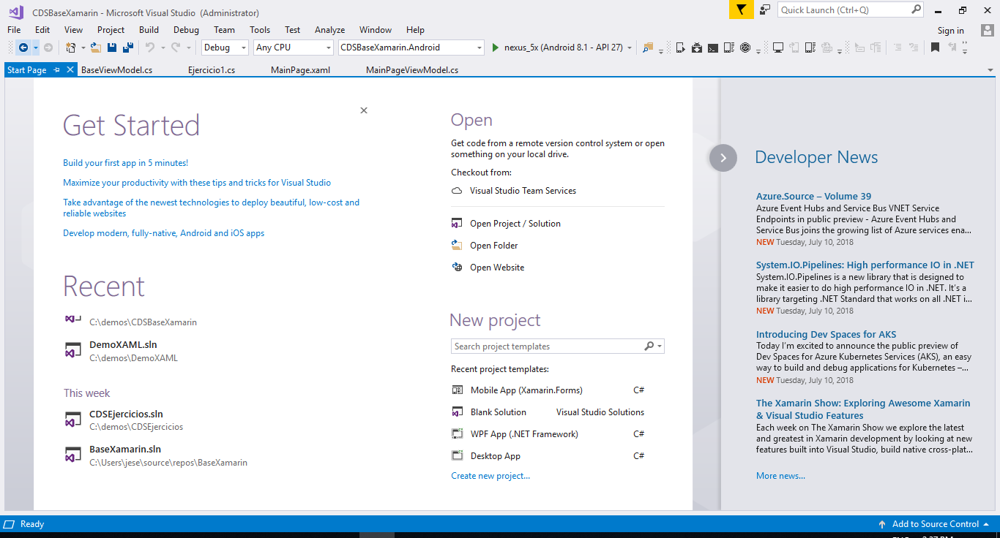 CDSBaseXamarin - Microsoft Visual Studio (Administrator)
Quick Launch (Ctrl+Q)
File Edit View Project Build Debug Team Tools Test Analyze Window Help
Sign in
Debug Any CPU CDSBaseXamarin.Android nexus_5x (Android 8.1 - API 27)
Start Page BaseViewModel.cs Ejercicio1.cs MainPage.xaml MainPageViewModel.cs
Get Started
Build your first app in 5 minutes!
Maximize your productivity with these tips and tricks for Visual Studio
Take advantage of the newest technologies to deploy beautiful, low-cost and
reliable websites
Develop modern, fully-native, Android and iOS apps
Recent
C:\demos\CDSBaseXamarin
DemoXAML.sln
C:\demos\DemoXAML
This week
CDSEjercicios.sln
C:\demos\CDSEjercicios
BaseXamarin.sln
C:\Users\jese\source\repos\BaseXamarin
Open
Get code from a remote version control system or open
something on your local drive.
Checkout from:
Visual Studio Team Services
Open Project / Solution
Open Folder
Open Website
New project
Search project templates
Recent project templates:
Mobile App (Xamarin.Forms) C#
Blank Solution Visual Studio Solutions
WPF App (.NET Framework) C#
Desktop App C#
Create new project...
Developer News
Azure.Source – Volume 39
Azure Event Hubs and Service Bus VNET Service
Endpoints in public preview - Azure Event Hubs and
Service Bus joins the growing list of Azure services ena...
NEW Tuesday, July 10, 2018
System.IO.Pipelines: High performance IO in .NET
System.IO.Pipelines is a new library that is designed to
make it easier to do high performance IO in .NET. It's a
library targeting .NET Standard that works on all .NET i...
NEW Tuesday, July 10, 2018
Introducing Dev Spaces for AKS
Today I'm excited to announce the public preview of
Dev Spaces for Azure Kubernetes Services (AKS), an easy
way to build and debug applications for Kubernetes –...
NEW Tuesday, July 10, 2018
The Xamarin Show: Exploring Awesome Xamarin
& Visual Studio Features
Each week on The Xamarin Show we explore the latest
and greatest in Xamarin development by looking at new
features built into Visual Studio, build native cross-plat...
More news...
Ready
Add to Source Control